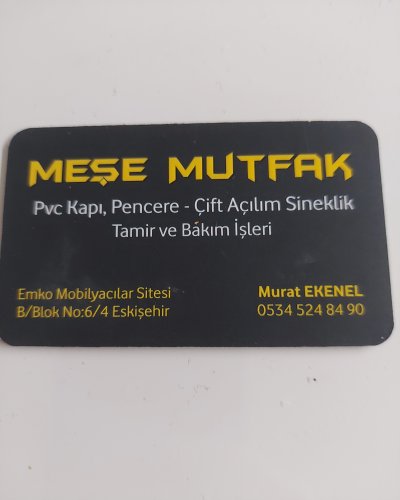 MEŞE MUTFAK
Pvc Kapı, Pencere - Çift Açılım Sineklik
Tamir ve Bakım İşleri
Emko Mobilyacılar Sitesi
B/Blok No:6/4 Eskişehir
Murat EKENEL
0534 524 84 90